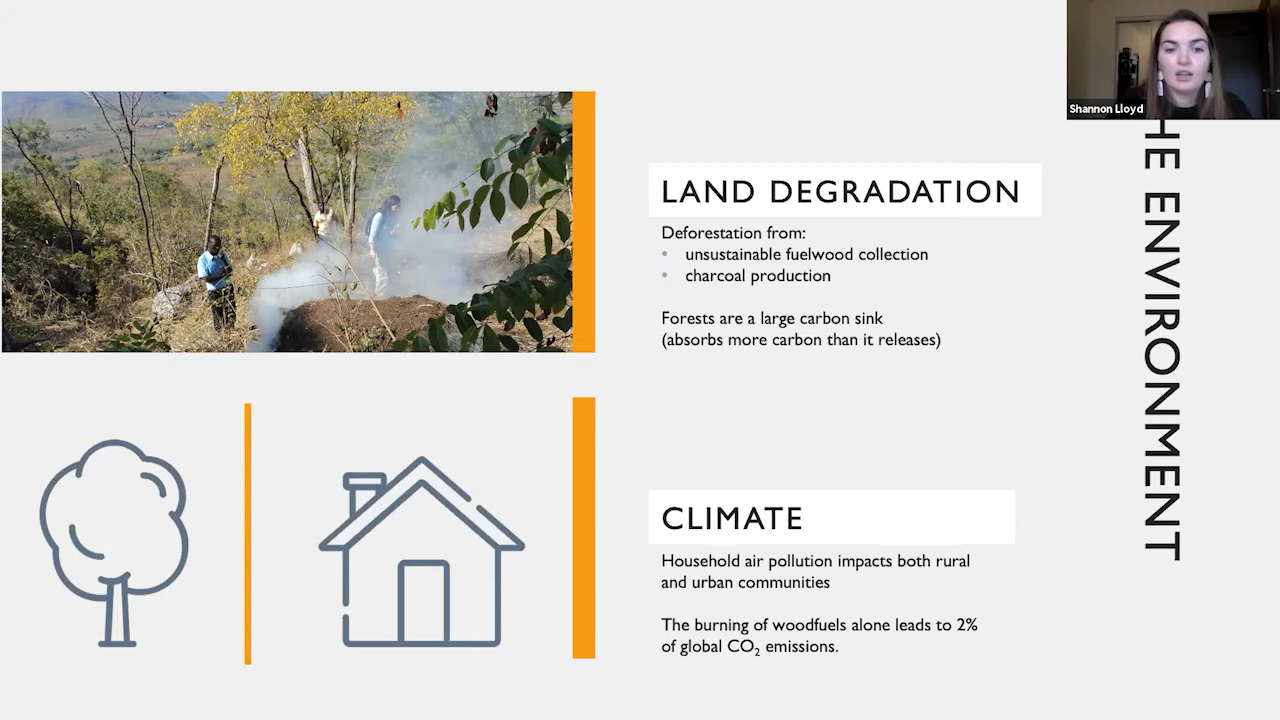 Shannon Lloyd
LAND DEGRADATION
Deforestation from:
• unsustainable fuelwood collection
• charcoal production
Forests are a large carbon sink
(absorbs more carbon than it releases)
CLIMATE
Household air pollution impacts both rural
and urban communities
The burning of woodfuels alone leads to 2%
of global CO₂ emissions.
HE ENVIRONMENT